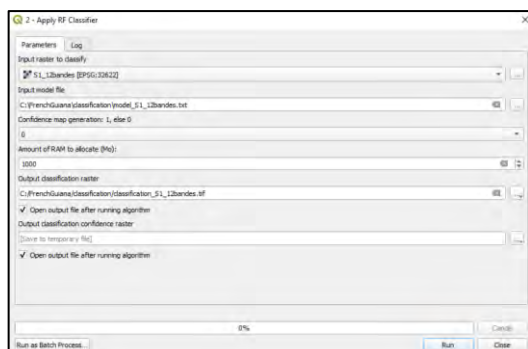 2 - Apply RF Classifier
Parameters Log
Input raster to classify
S1_12bandes [EPSG:32622]
Input model file
C:\FrenchGuiana\classification\model_S1_12bandes.txt
Confidence map generation: 1, else 0
0
Amount of RAM to allocate (Mo):
1000
Output classification raster
C:/FrenchGuiana/classification/classification_S1_12bandes.tif
Open output file after running algorithm
Output classification confidence raster
[Save to temporary file]
Open output file after running algorithm
0%
Cancel
Run as Batch Process...
Run Close